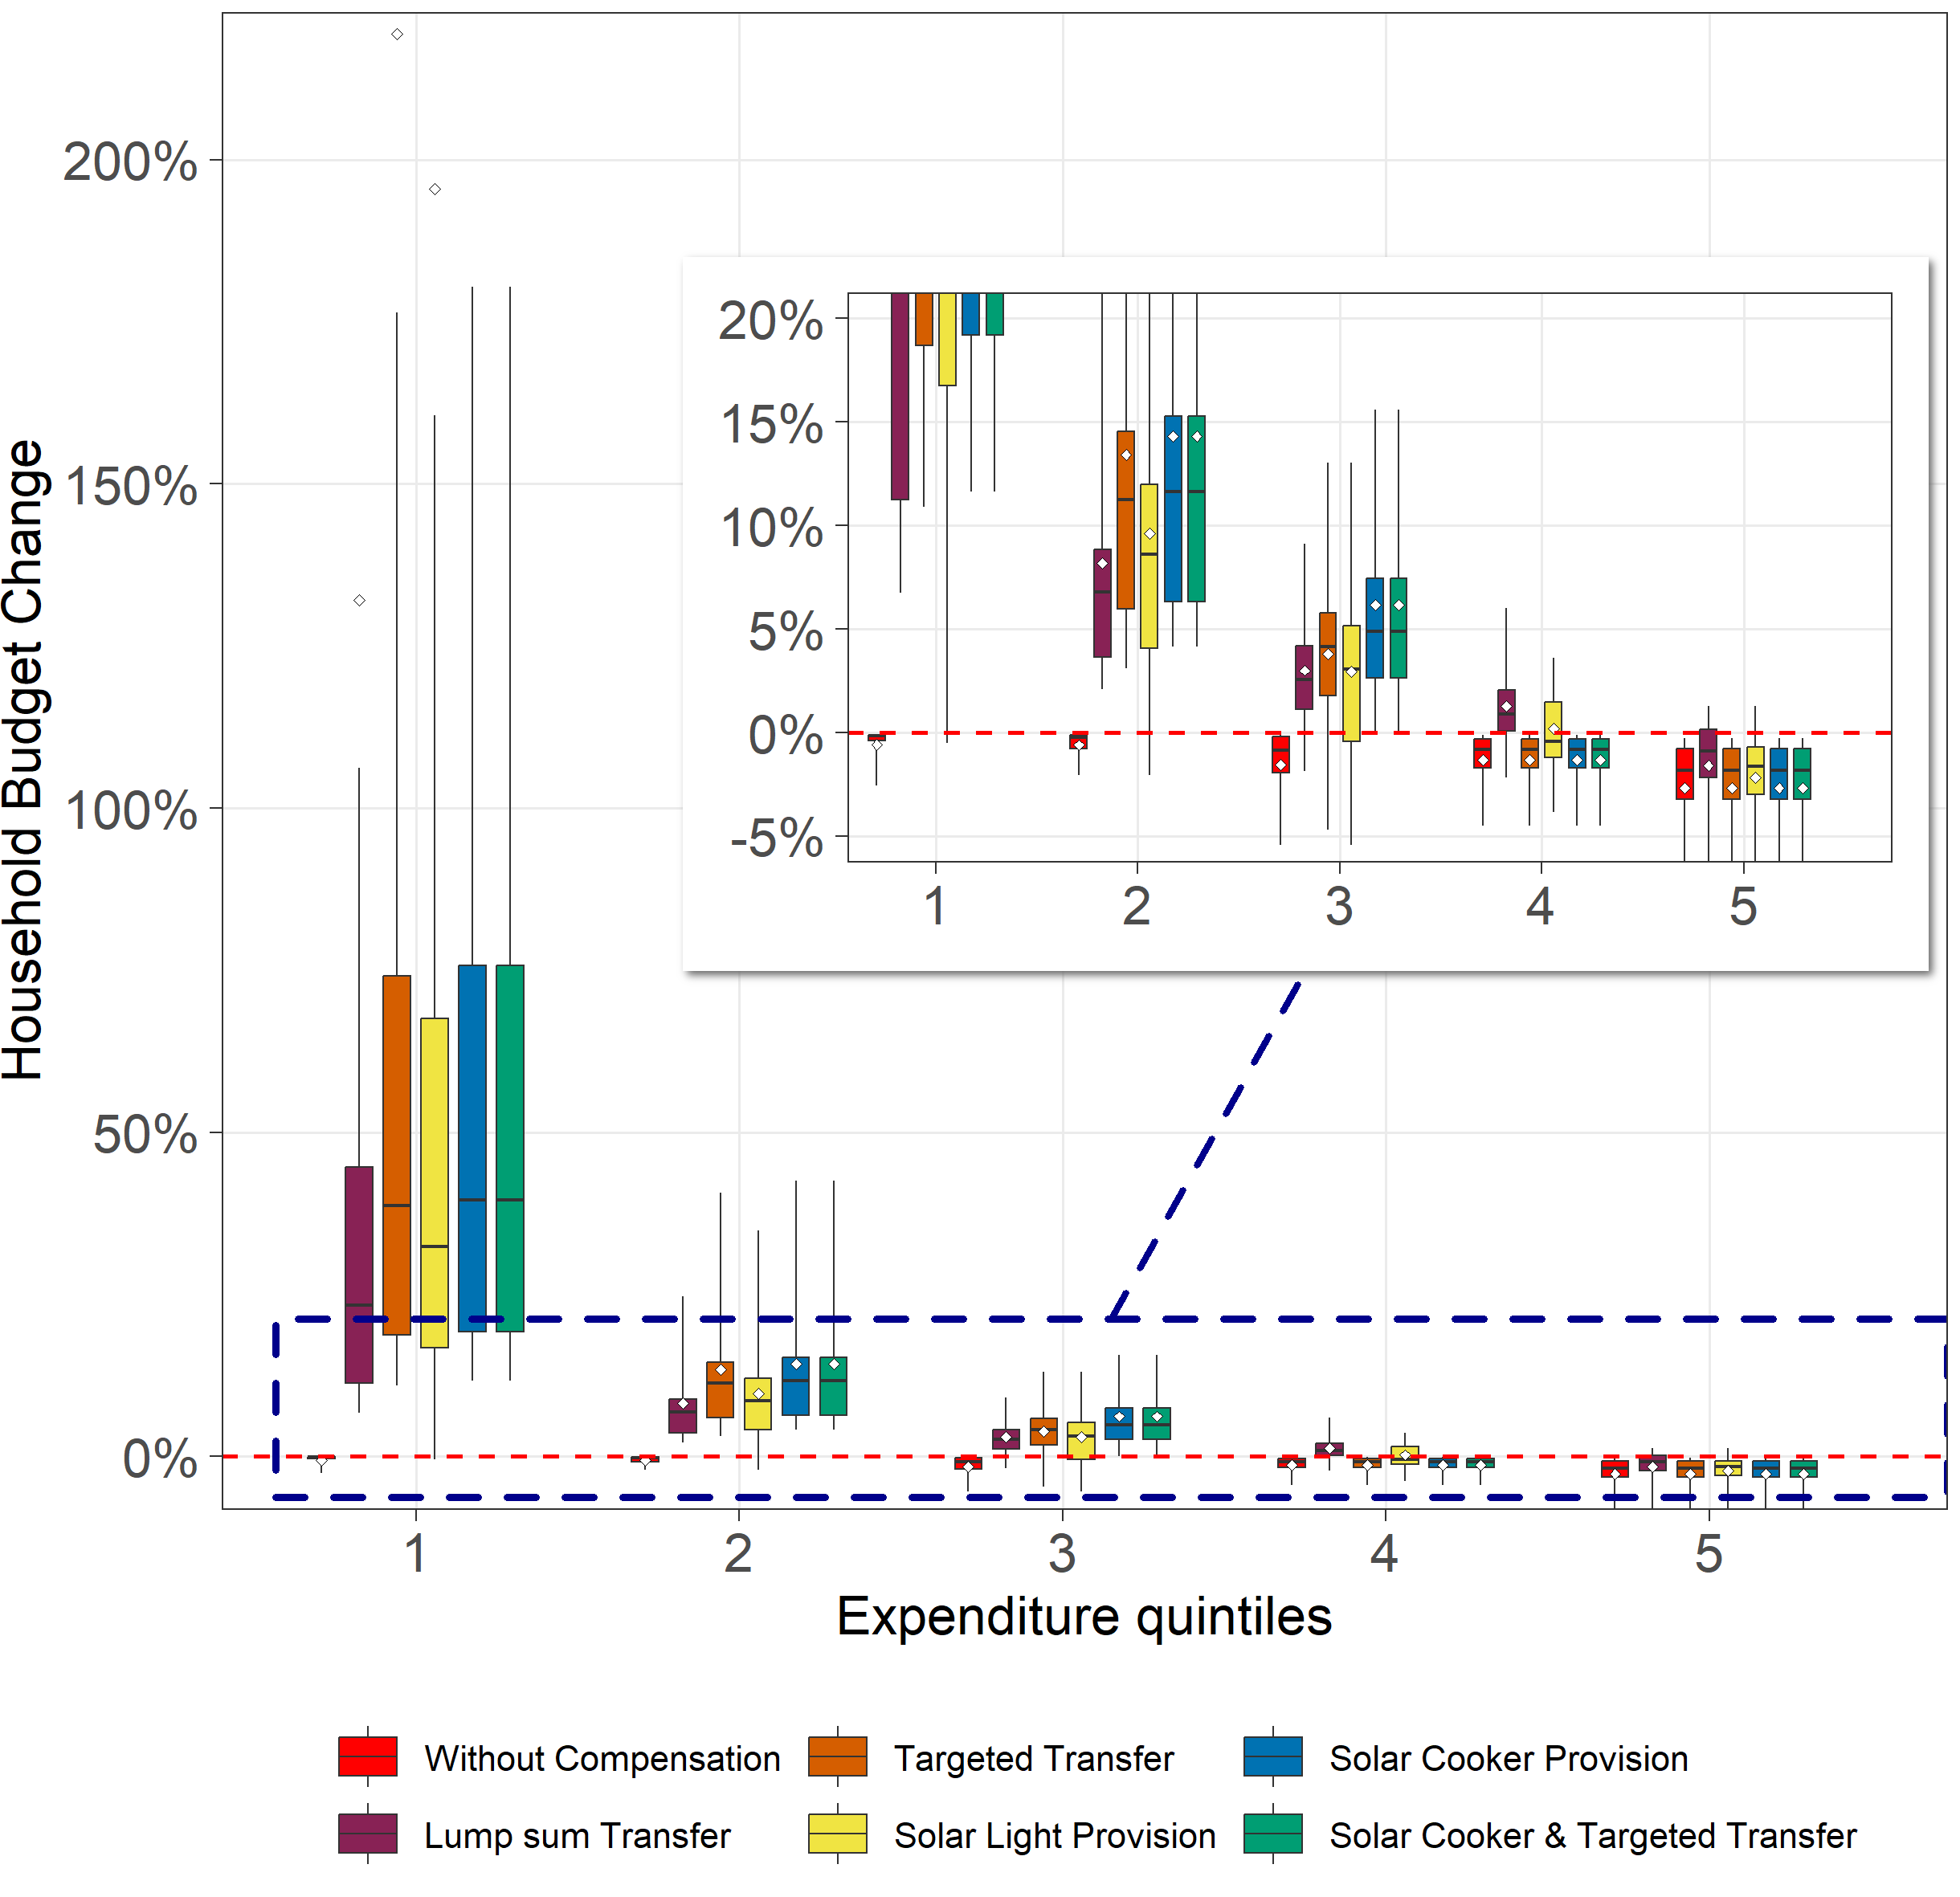 Household Budget Change
200%
150%
100%
50%
0%
20%
15%
10%
5%
0%
-5%
1 2 3 4 5
1 2 3 4 5
Expenditure quintiles
Without Compensation Targeted Transfer Solar Cooker Provision
Lump sum Transfer Solar Light Provision Solar Cooker & Targeted Transfer